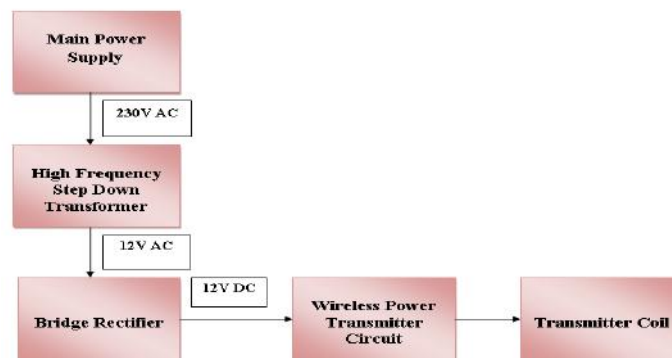 Main Power
Supply
230V AC
High Frequency
Step Down
Transformer
12V AC
12V DC
Bridge Rectifier
Wireless Power
Transmitter
Circuit
Transmitter Coil